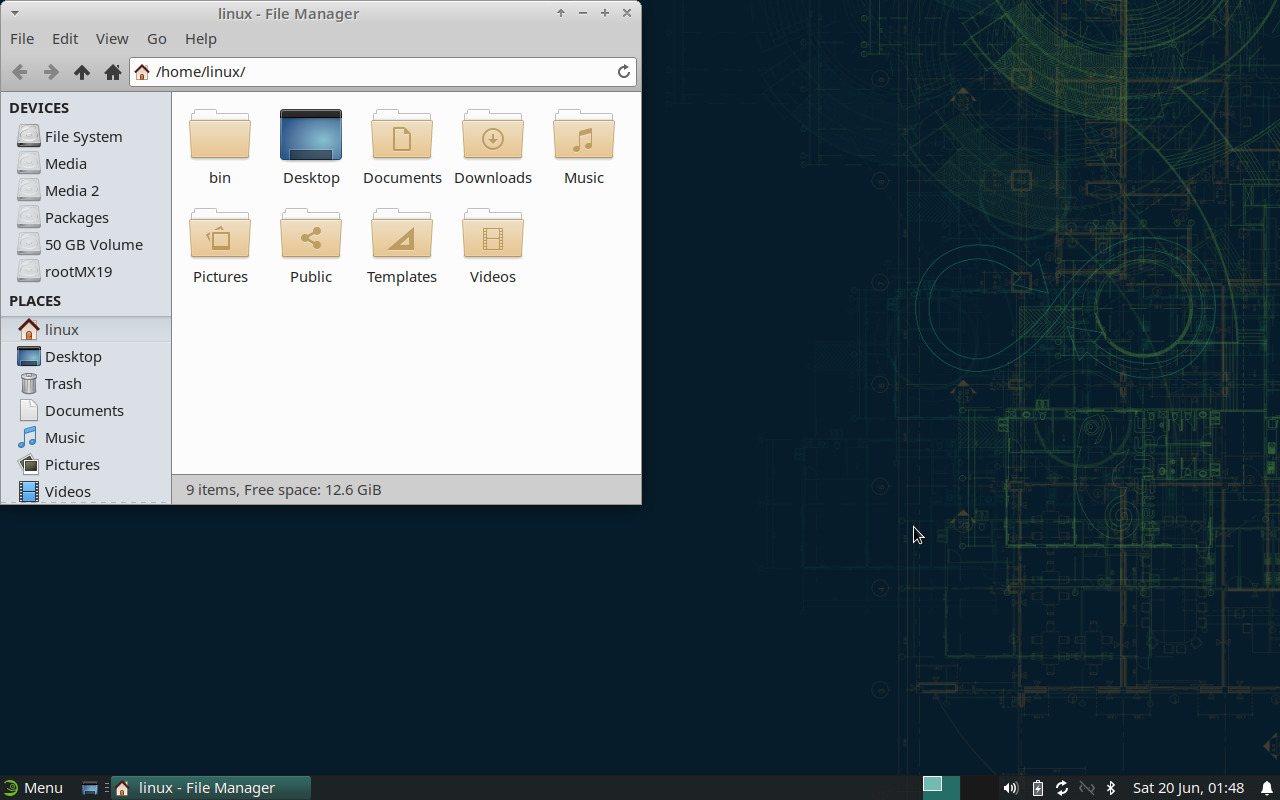 linux - File Manager
File Edit View Go Help
/home/linux/
DEVICES
File System
Media
Media 2
Packages
50 GB Volume
rootMX19
PLACES
linux
Desktop
Trash
Documents
Music
Pictures
Videos
bin Desktop Documents Downloads Music
Pictures Public Templates Videos
9 items, Free space: 12.6 GiB
Menu linux - File Manager Sat 20 Jun, 01:48